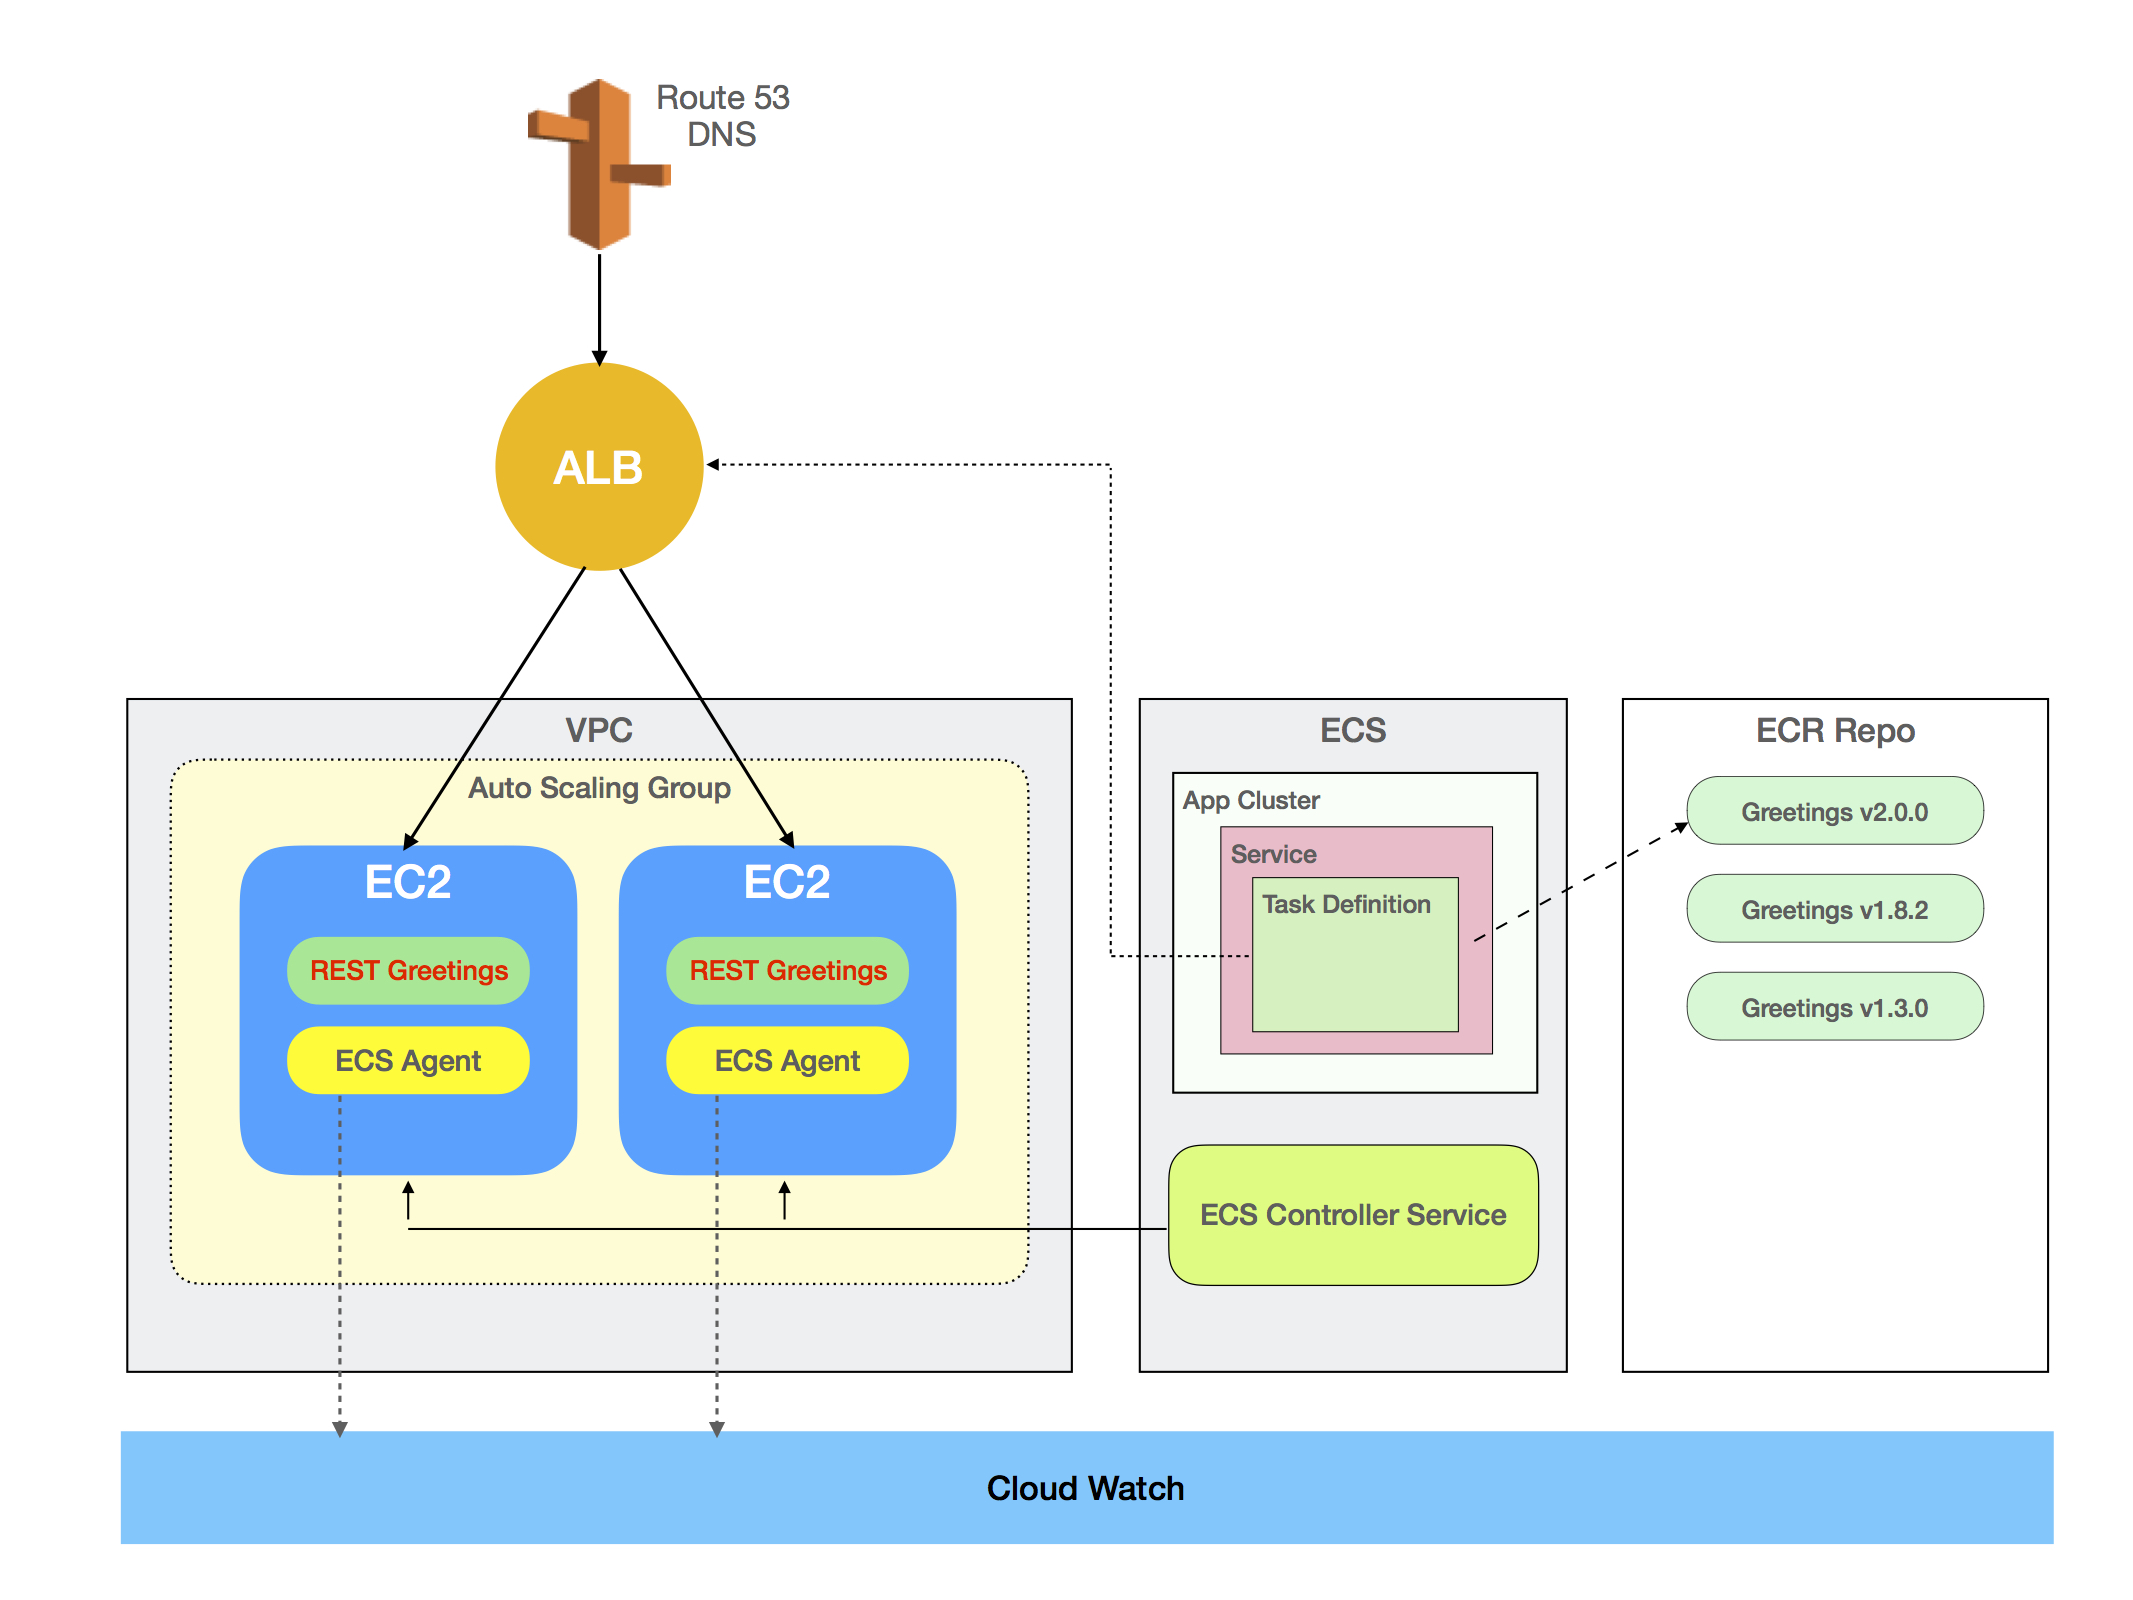 Route 53
DNS
ALB
VPC
Auto Scaling Group
EC2
REST Greetings
ECS Agent
EC2
REST Greetings
ECS Agent
ECS
App Cluster
Service
Task Definition
ECS Controller Service
ECR Repo
Greetings v2.0.0
Greetings v1.8.2
Greetings v1.3.0
Cloud Watch